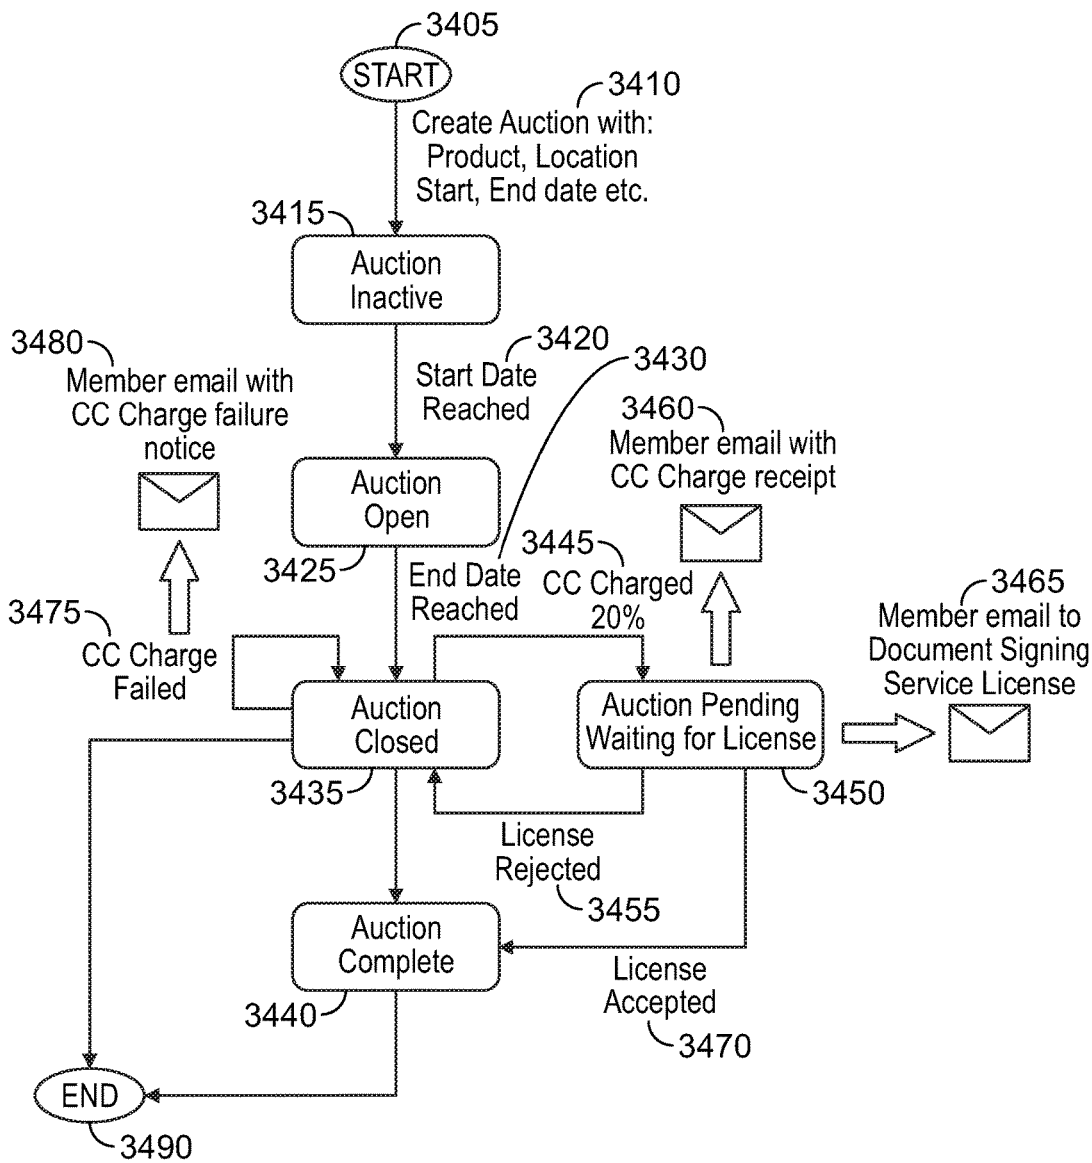 3405
START
3410
Create Auction with:
Product, Location
Start, End date etc.
3415
Auction
Inactive
3420
Start Date
Reached
3430
3480
Member email with
CC Charge failure
notice
3460
Member email with
CC Charge receipt
Auction
Open
3425
End Date
Reached
3445
CC Charged
20%
3475
CC Charge
Failed
3465
Member email to
Document Signing
Service License
Auction
Closed
3435
Auction Pending
Waiting for License
3450
License
Rejected
3455
Auction
Complete
3440
License
Accepted
3470
END
3490